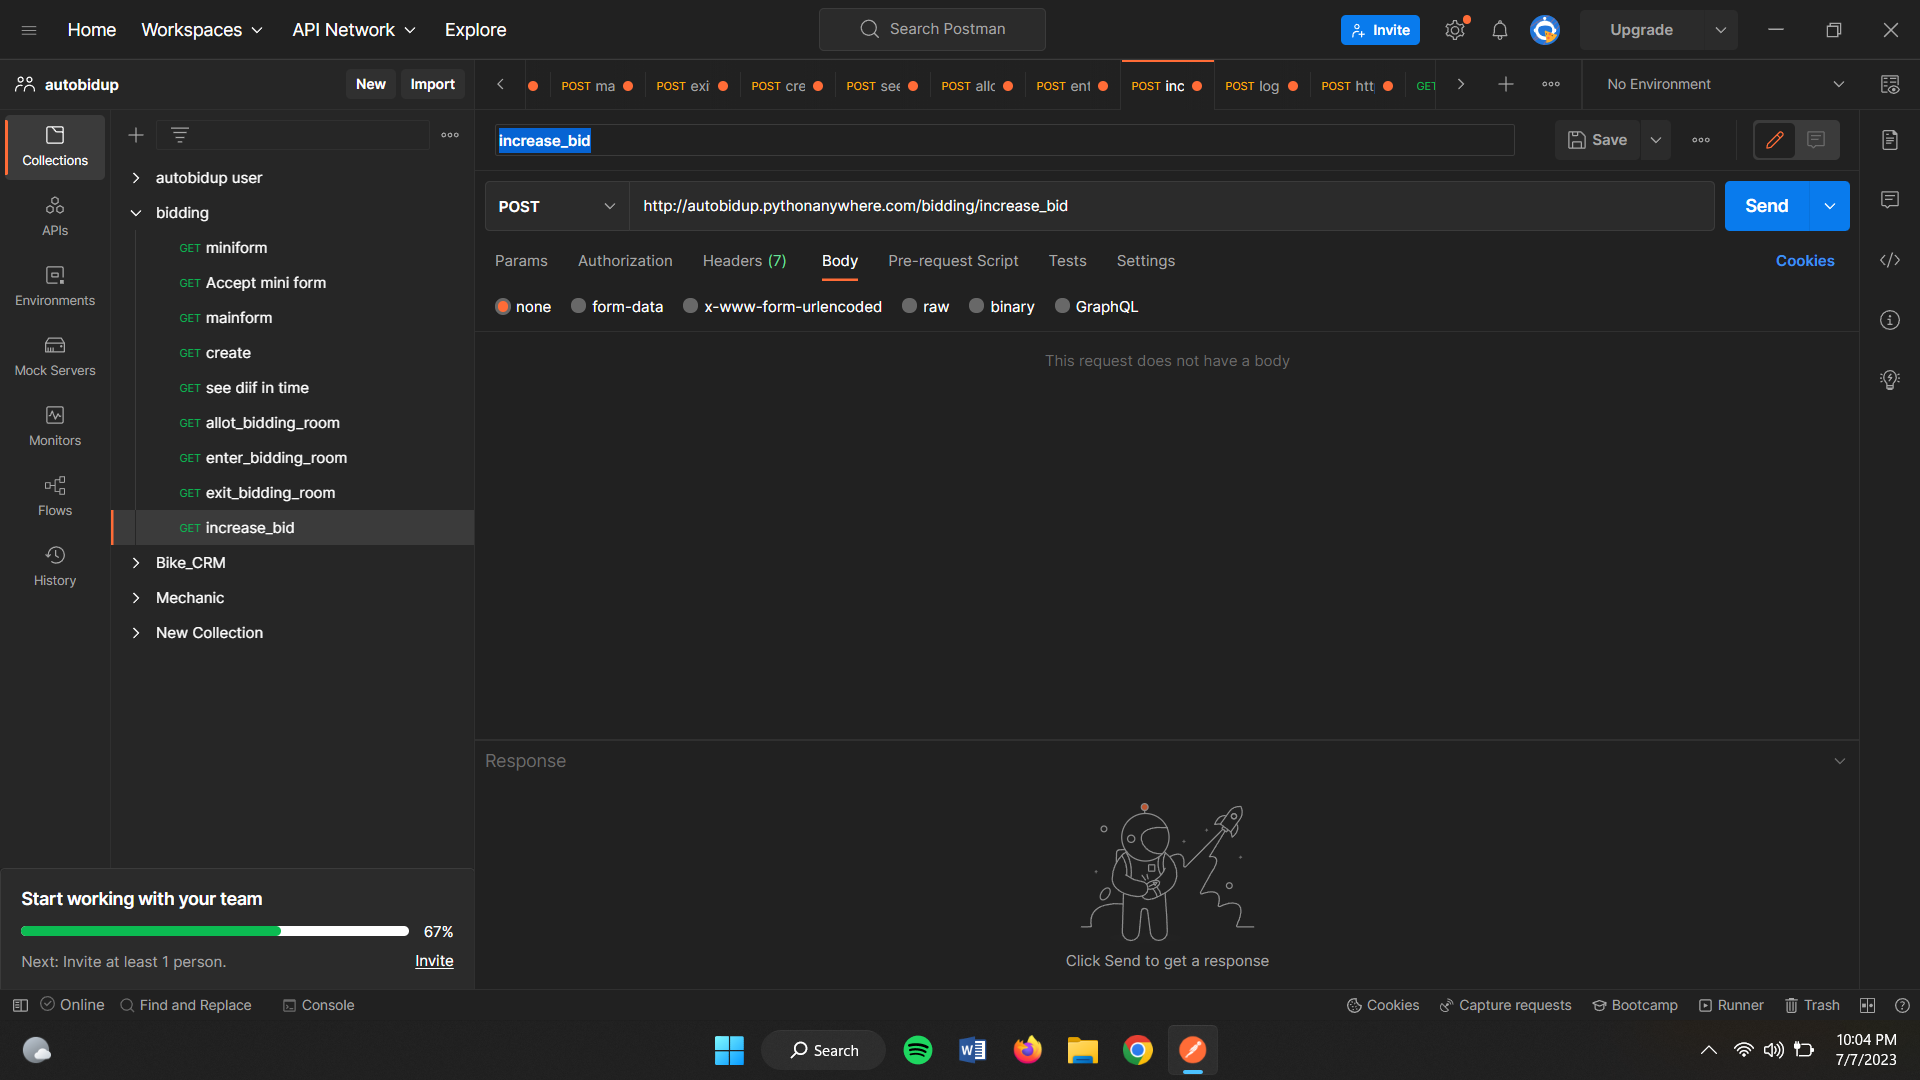 Home Workspaces API Network Explore Search Postman Invite Upgrade
autobidup New Import POST ma POST exi POST cre POST see POST allo POST ent POST inc POST log POST htt GET No Environment
Collections
increase_bid Save
autobidup user
bidding
POST http://autobidup.pythonanywhere.com/bidding/increase_bid Send
APIs
GET miniform
Params Authorization Headers (7) Body Pre-request Script Tests Settings Cookies
GET Accept mini form
Environments
none form-data x-www-form-urlencoded raw binary GraphQL
GET mainform
GET create
This request does not have a body
Mock Servers
GET see diif in time
GET allot_bidding_room
Monitors
GET enter_bidding_room
GET exit_bidding_room
Flows
GET increase_bid
Bike_CRM
History
Mechanic
New Collection
Response
Start working with your team
67%
Next: Invite at least 1 person. Invite
Click Send to get a response
Online Find and Replace Console Cookies Capture requests Bootcamp Runner Trash
Search
10:04 PM
7/7/2023